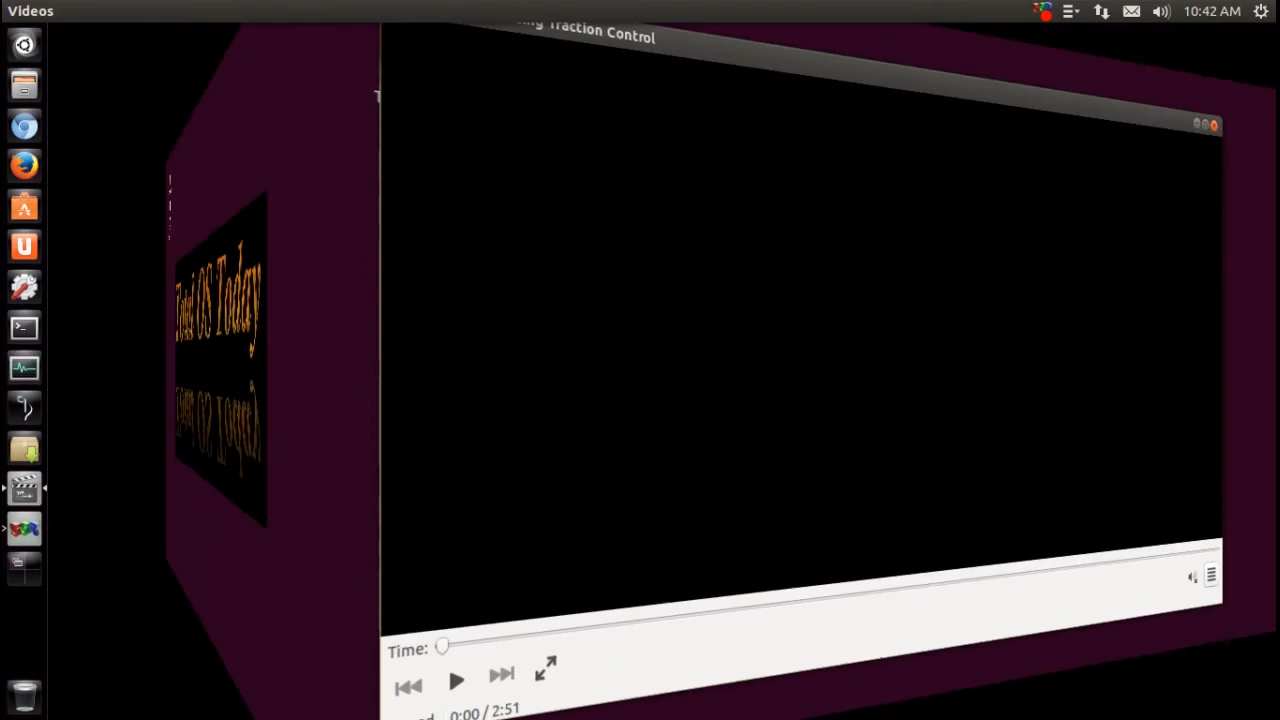 Videos
10:42 AM
Traction Control
Total OS Today
Time:
0:00 / 2:51